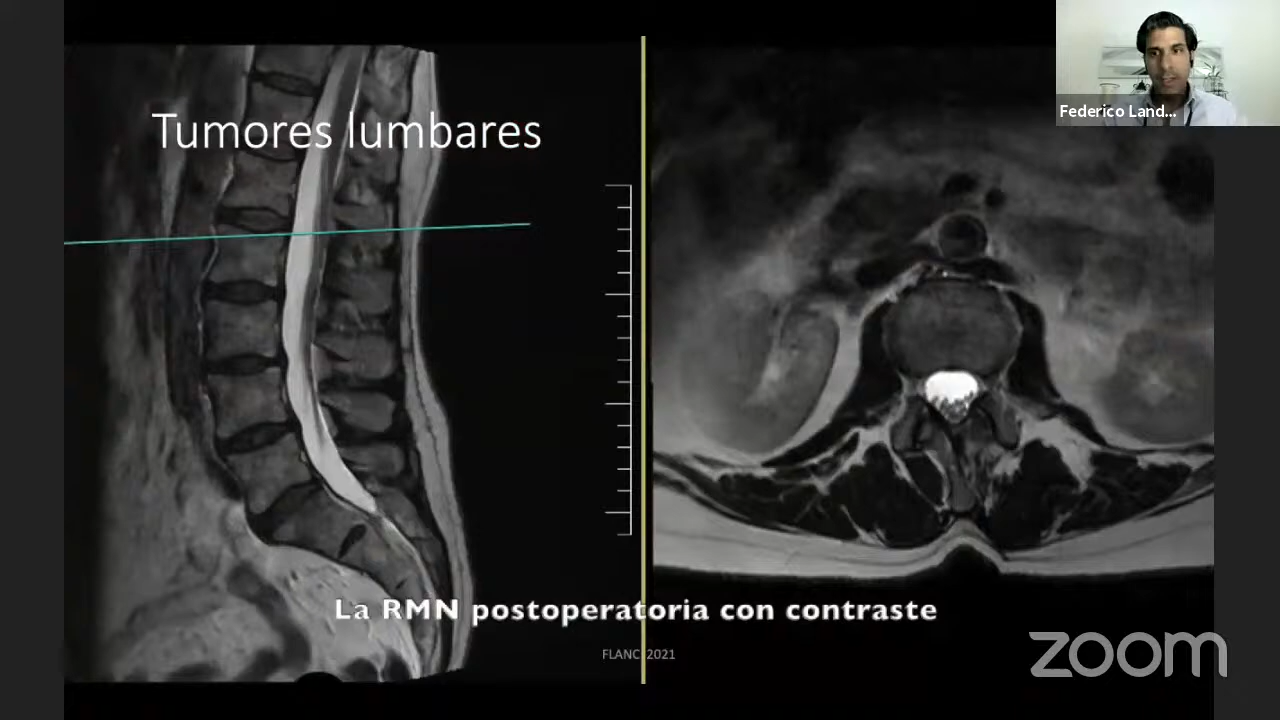 Federico Land...
Tumores lumbares
La RMN postoperatoria con contraste
FLANC 2021
zoom